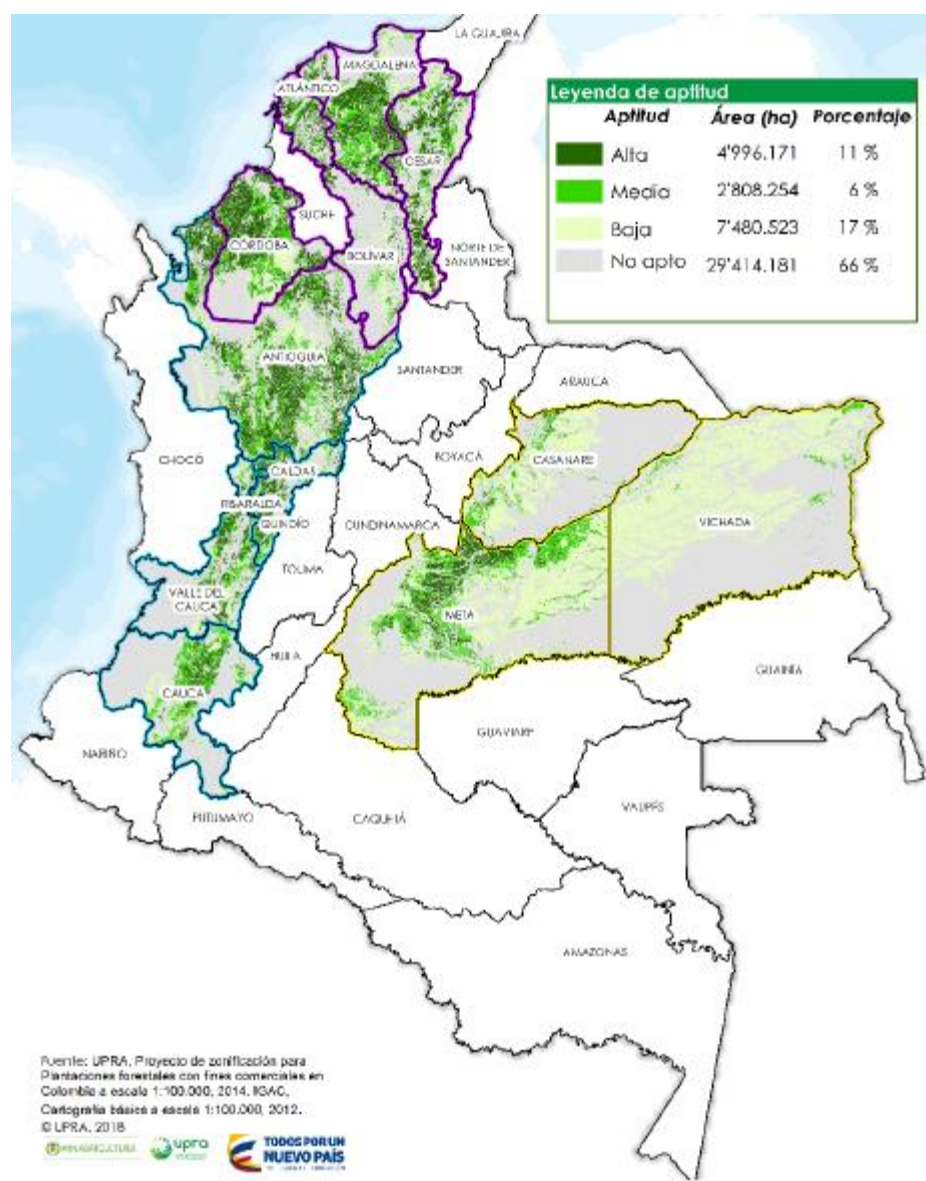 LA GUAJIRA
MAGDALENA
ATLÁNTICO
CESAR
SUCRE
CÓRDOBA
BOLÍVAR
NORTE DE
SANTANDER
Leyenda de aptitud
Aptitud Área (ha) Porcentaje
Alta 4'996.171 11 %
Media 2'808.254 6 %
Baja 7'480.523 17 %
No apto 29'414.181 66 %
ANTIOQUIA
SANTANDER
ARAUCA
CHOCÓ
BOYACÁ
CASANARE
CALDAS
RISARALDA
QUINDÍO
CUNDINAMARCA
VICHADA
TOLIMA
VALLE DEL
CAUCA
META
HUILA
CAUCA
GUAINÍA
GUAVIARE
NARIÑO
VAUPÉS
PUTUMAYO
CAQUETÁ
AMAZONAS
Fuente: UPRA, Proyecto de zonificación para
Plantaciones forestales con fines comerciales en
Colombia a escala 1:100.000, 2014. IGAC,
Cartografía básica a escala 1:100.000, 2012.
© UPRA, 2018
MINAGRICULTURA upra TODOS POR UN
NUEVO PAÍS